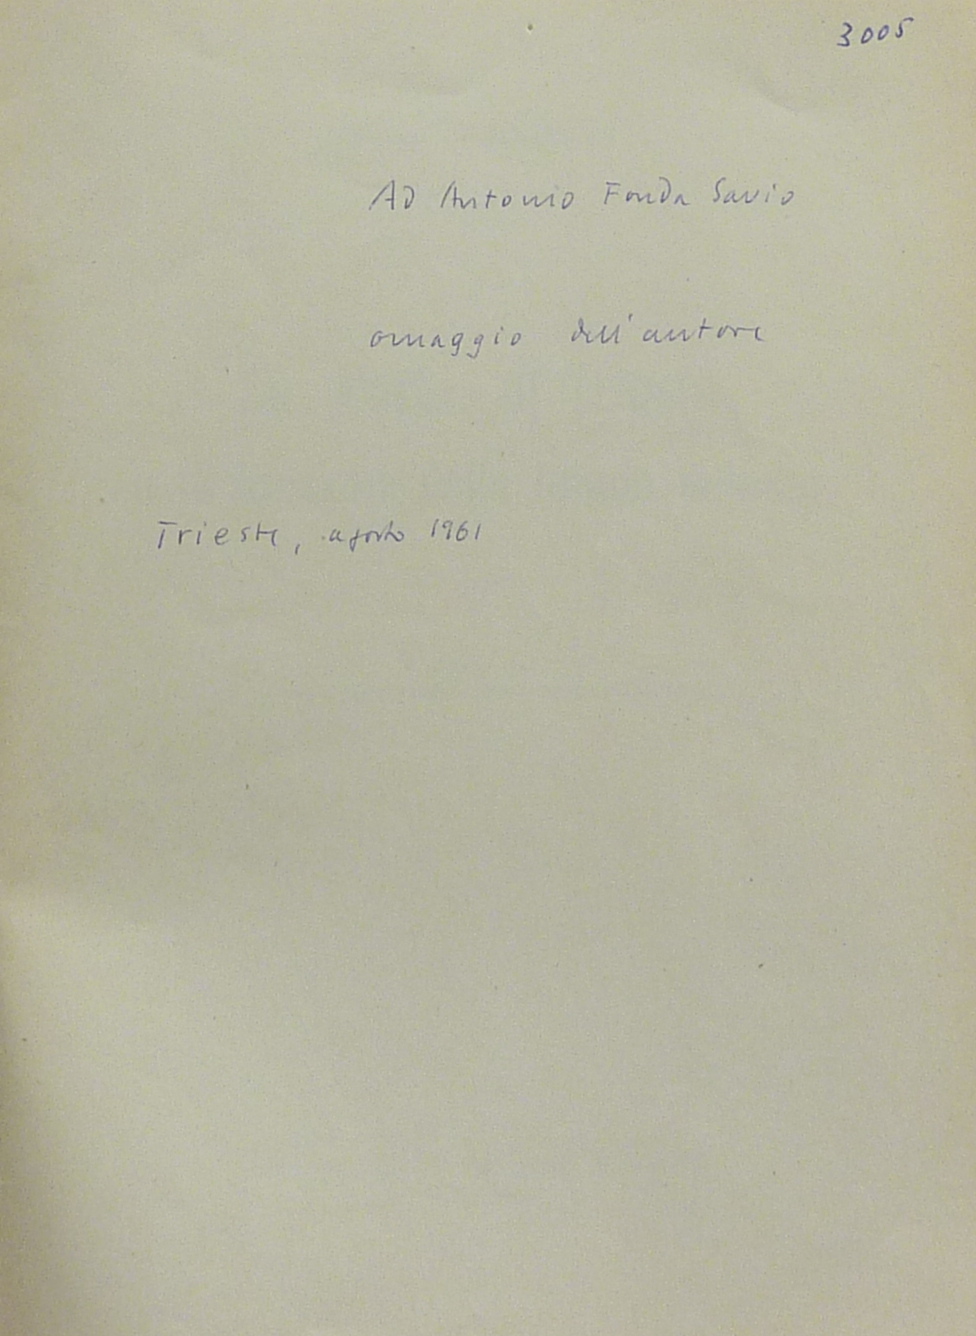 3005
Ad Antonio Fonda Savio
omaggio dell'autore
Trieste, agosto 1961